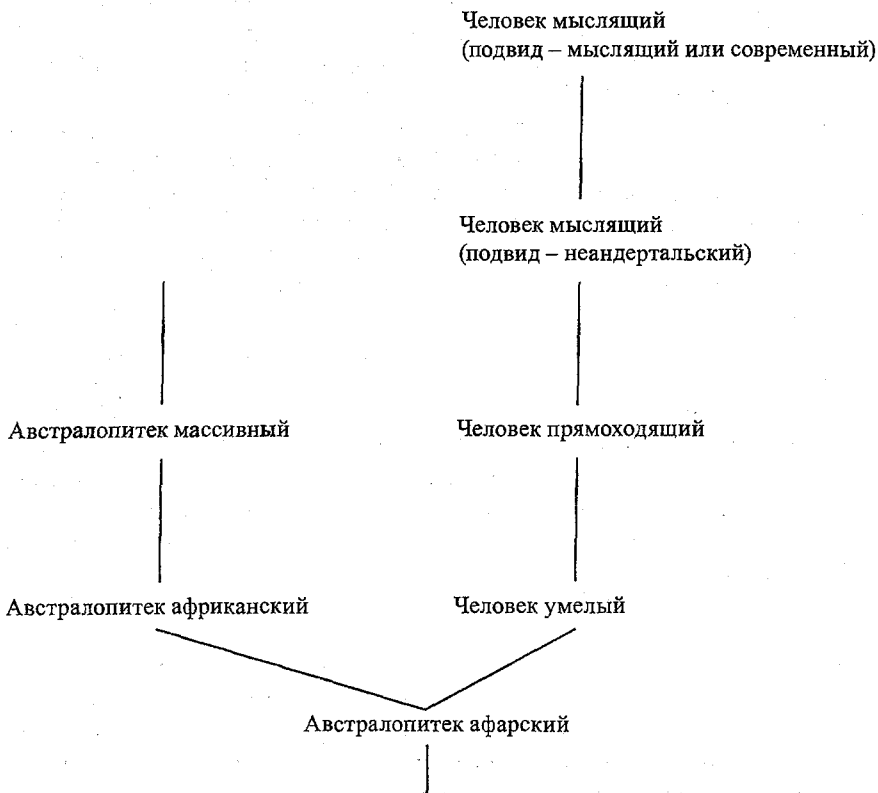 Человек мыслящий
(подвид – мыслящий или современный)
Человек мыслящий
(подвид – неандертальский)
Австралопитек массивный
Человек прямоходящий
Австралопитек африканский
Человек умелый
Австралопитек афарский